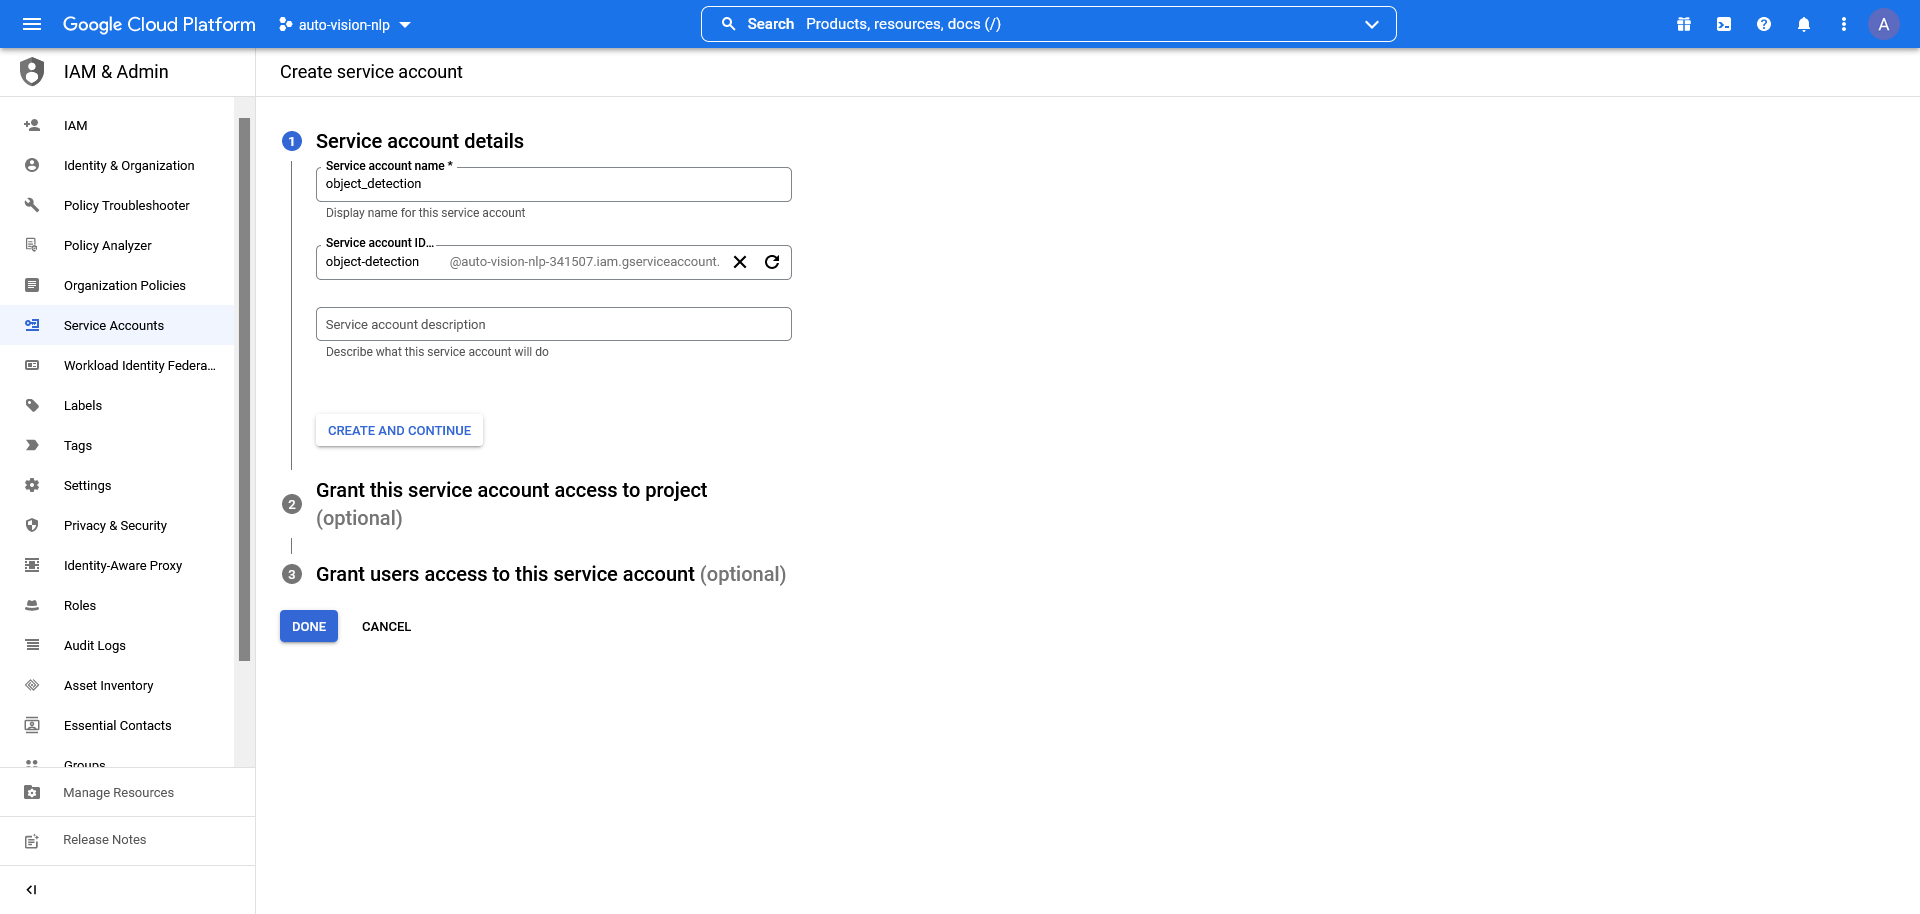 Google Cloud Platform
auto-vision-nlp
Search Products, resources, docs (/)
A
IAM & Admin
Create service account
IAM
Identity & Organization
Policy Troubleshooter
Policy Analyzer
Organization Policies
Service Accounts
Workload Identity Federa...
Labels
Tags
Settings
Privacy & Security
Identity-Aware Proxy
Roles
Audit Logs
Asset Inventory
Essential Contacts
Groups
Manage Resources
Release Notes
1 Service account details
Service account name *
object_detection
Display name for this service account
Service account ID...
object-detection @auto-vision-nlp-341507.iam.gserviceaccount.
Service account description
Describe what this service account will do
CREATE AND CONTINUE
2 Grant this service account access to project
(optional)
3 Grant users access to this service account (optional)
DONE CANCEL